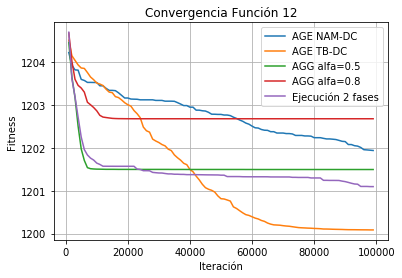 Convergencia Función 12
Fitness
1204
1203
1202
1201
1200
AGE NAM-DC
AGE TB-DC
AGG alfa=0.5
AGG alfa=0.8
Ejecución 2 fases
0
20000
40000
60000
80000
100000
Iteración